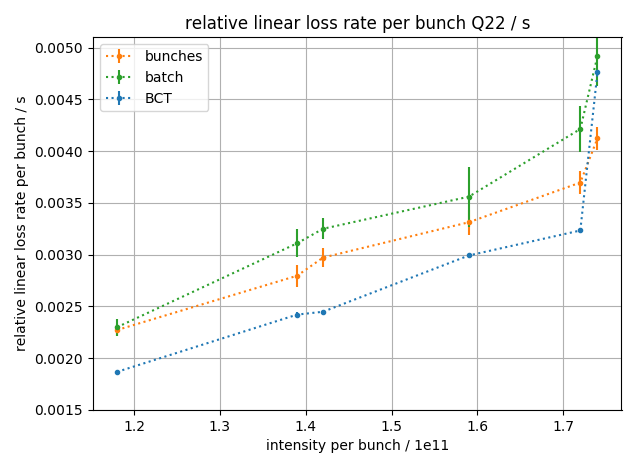 relative linear loss rate per bunch Q22 / s
relative linear loss rate per bunch / s
0.0050
0.0045
0.0040
0.0035
0.0030
0.0025
0.0020
0.0015
bunches
batch
BCT
1.2 1.3 1.4 1.5 1.6 1.7
intensity per bunch / 1e11